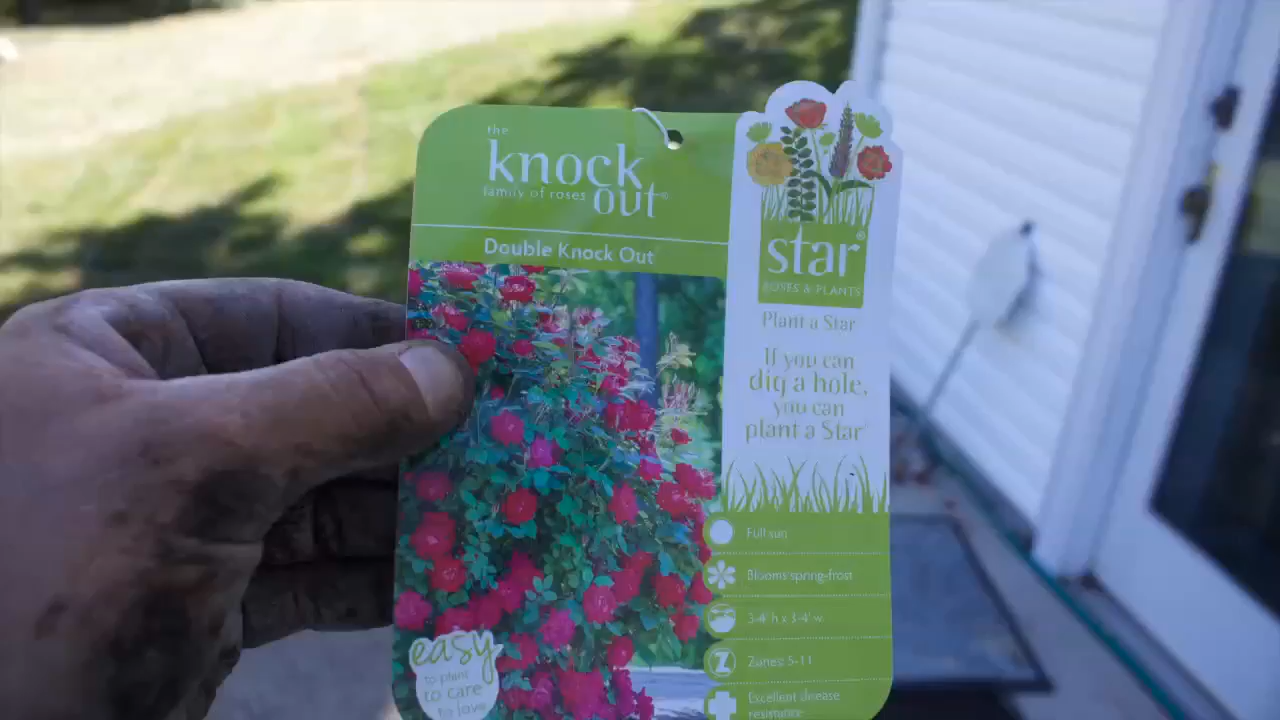 the
knock
family of roses out®
Double Knock Out®
easy
to plant
to care
to love
star®
ROSES & PLANTS
Plant a Star
If you can
dig a hole,
you can
plant a Star
Full sun
Blooms spring-frost
3-4' h x 3-4' w
Z
Zones: 5-11
Excellent disease
resistance